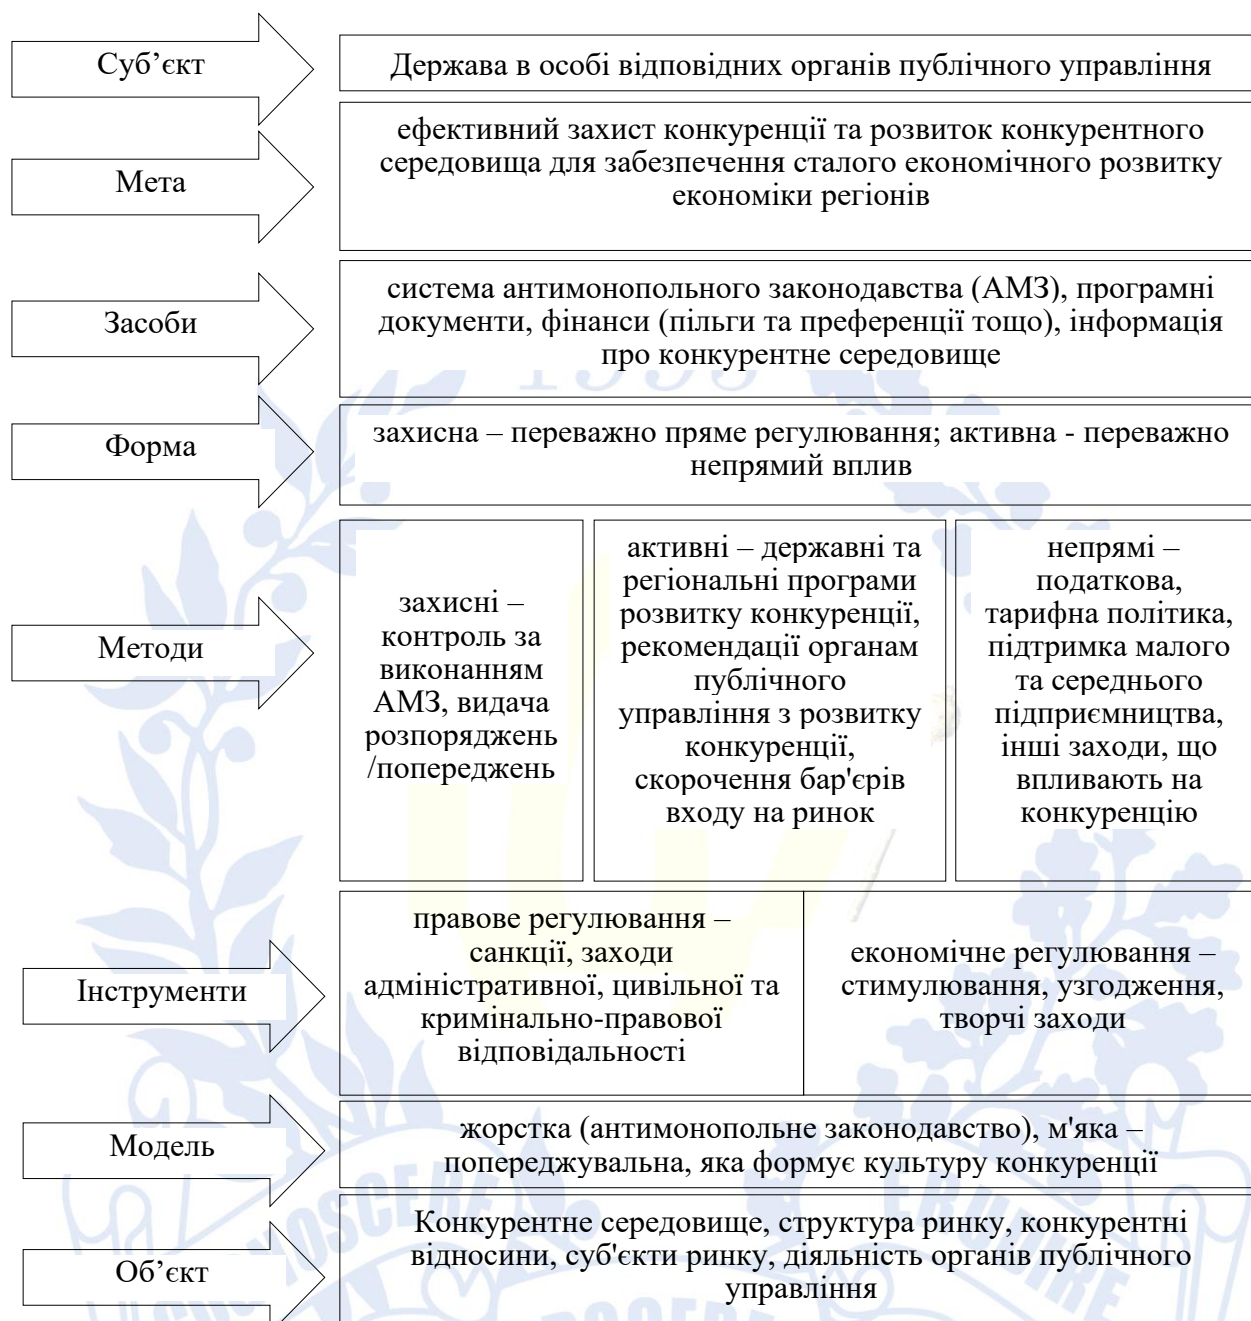 Суб’єкт
Держава в особі відповідних органів публічного управління
Мета
ефективний захист конкуренції та розвиток конкурентного
середовища для забезпечення сталого економічного розвитку
економіки регіонів
Засоби
система антимонопольного законодавства (АМЗ), програмні
документи, фінанси (пільги та преференції тощо), інформація
про конкурентне середовище
Форма
захисна – переважно пряме регулювання; активна - переважно
непрямий вплив
Методи
захисні –
контроль за
виконанням
АМЗ, видача
розпоряджень
/попереджень
активні – державні та
регіональні програми
розвитку конкуренції,
рекомендації органам
публічного
управління з розвитку
конкуренції,
скорочення бар'єрів
входу на ринок
непрямі –
податкова,
тарифна політика,
підтримка малого
та середнього
підприємництва,
інші заходи, що
впливають на
конкуренцію
Інструменти
правове регулювання –
санкції, заходи
адміністративної, цивільної та
кримінально-правової
відповідальності
економічне регулювання –
стимулювання, узгодження,
творчі заходи
Модель
жорстка (антимонопольне законодавство), м'яка –
попереджувальна, яка формує культуру конкуренції
Об’єкт
Конкурентне середовище, структура ринку, конкурентні
відносини, суб'єкти ринку, діяльність органів публічного
управління
ERUDIRE